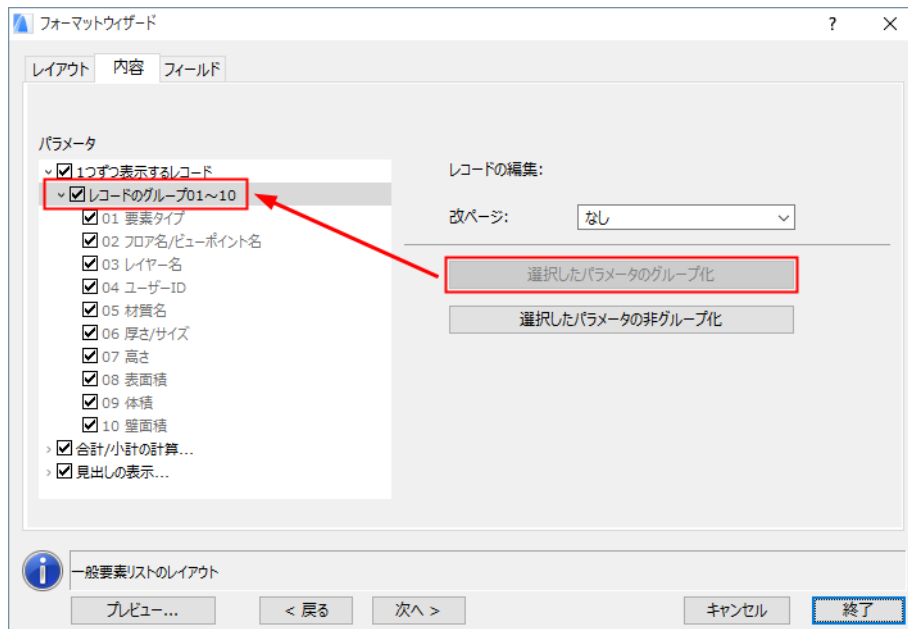 フォーマットウィザード
?
レイアウト 内容 フィールド
パラメータ
1つずつ表示するレコード
レコードのグループ01～10
01 要素タイプ
02 フロア名/ビューポイント名
03 レイヤー名
04 ユーザーID
05 材質名
06 厚さ/サイズ
07 高さ
08 表面積
09 体積
10 壁面積
合計/小計の計算...
見出しの表示...
レコードの編集:
改ページ: なし
選択したパラメータのグループ化
選択したパラメータの非グループ化
一般要素リストのレイアウト
プレビュー... < 戻る 次へ > キャンセル 終了